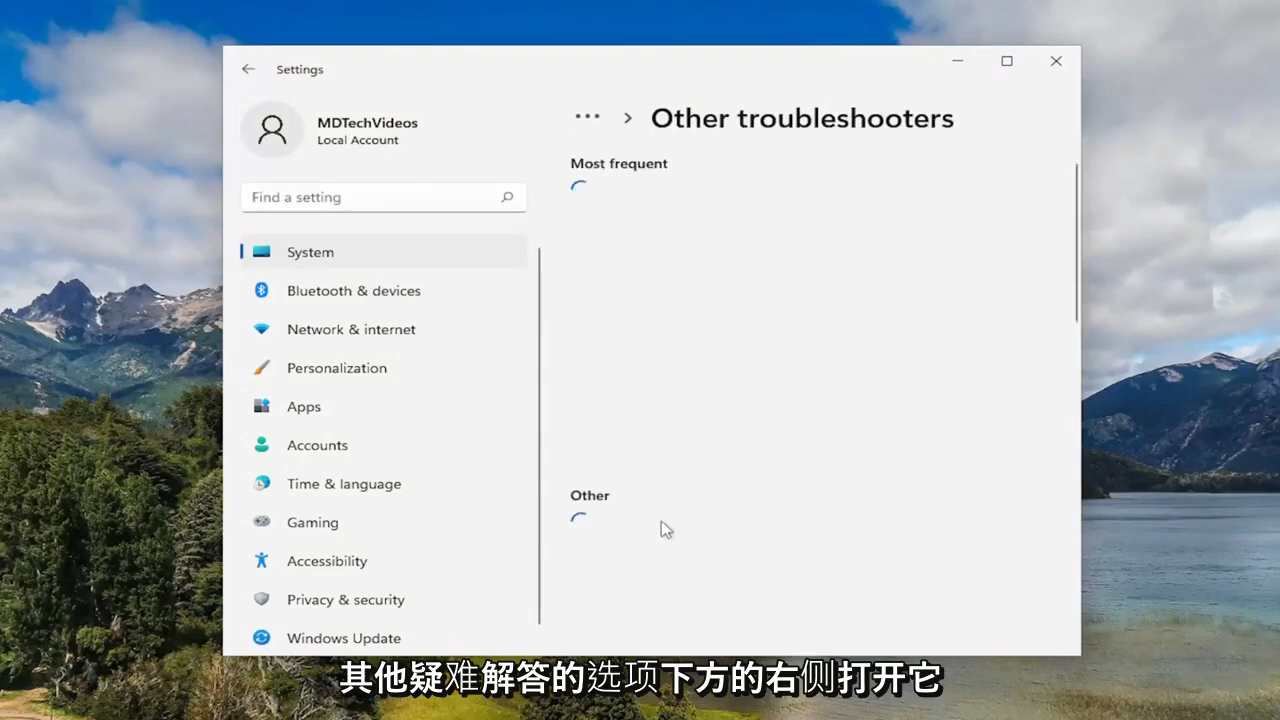 Settings
MDTechVideos
Local Account
Find a setting
System
Bluetooth & devices
Network & internet
Personalization
Apps
Accounts
Time & language
Gaming
Accessibility
Privacy & security
Windows Update
... > Other troubleshooters
Most frequent
Other
其他疑难解答的选项下方的右侧打开它